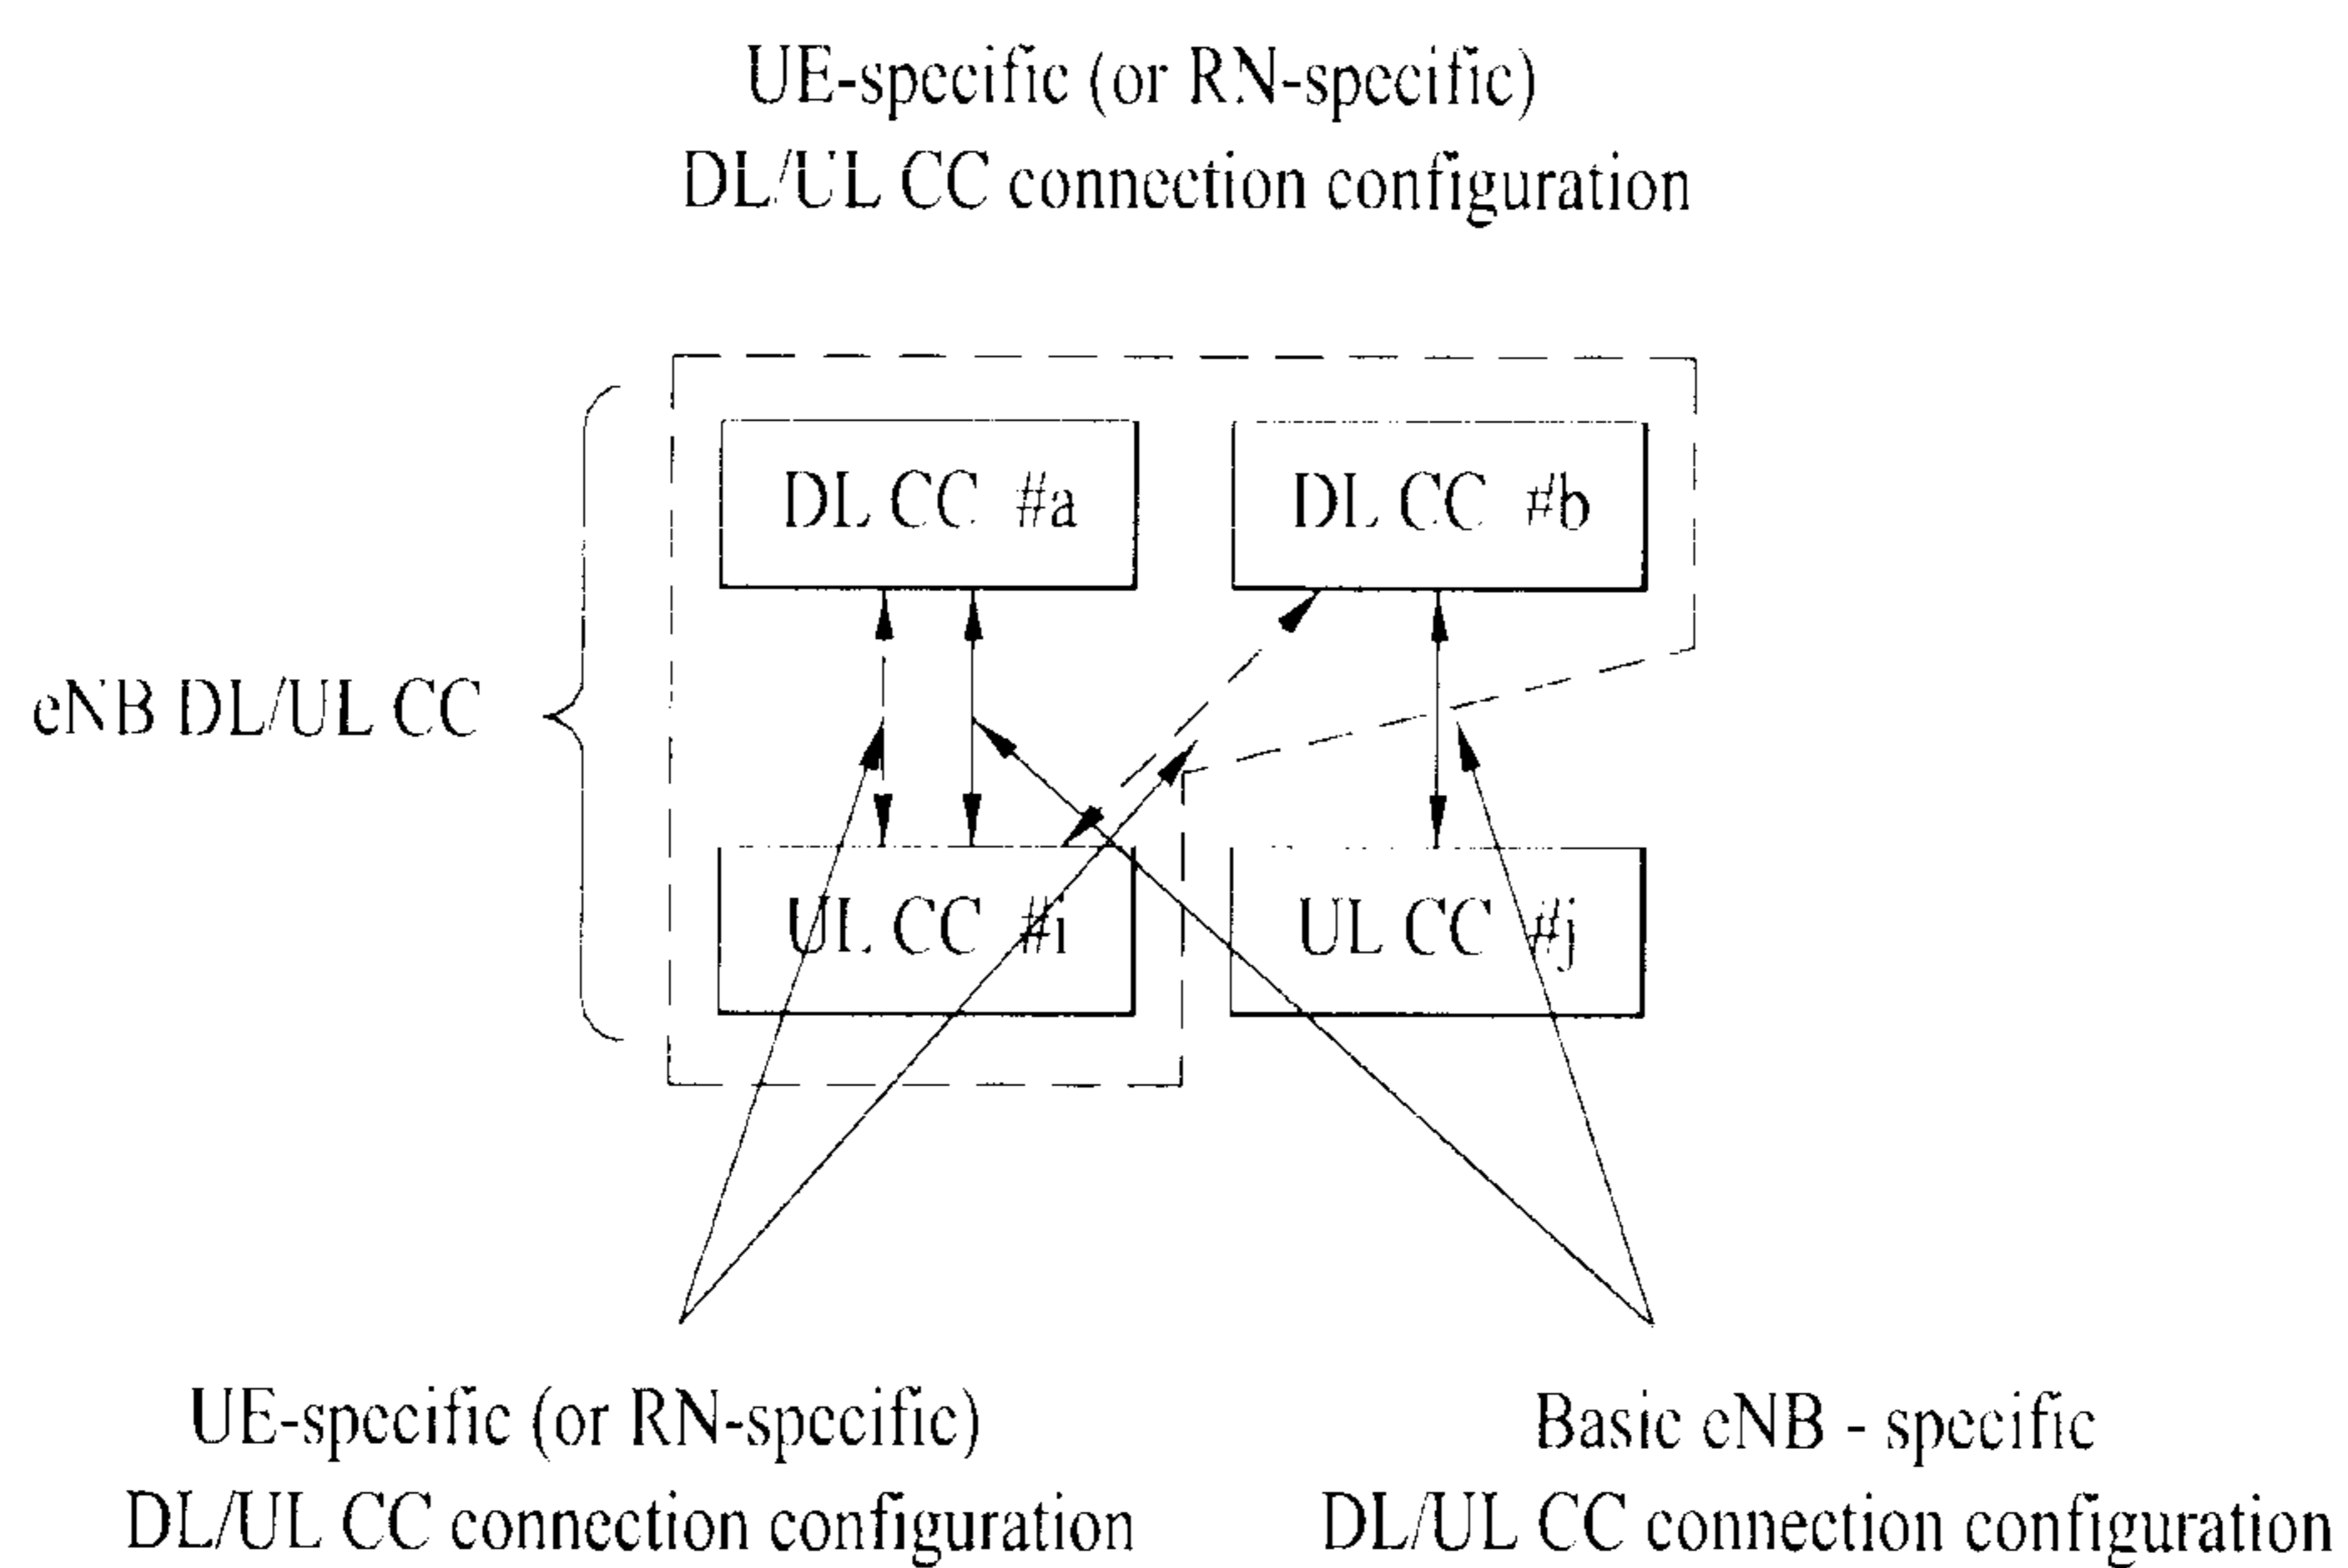 UE-specific (or RN-specific)
DL/UL CC connection configuration
DL CC #a
DL CC #b
eNB DL/UL CC
UL CC #i
UL CC #j
UE-specific (or RN-specific)
DL/UL CC connection configuration
Basic eNB - specific
DL/UL CC connection configuration